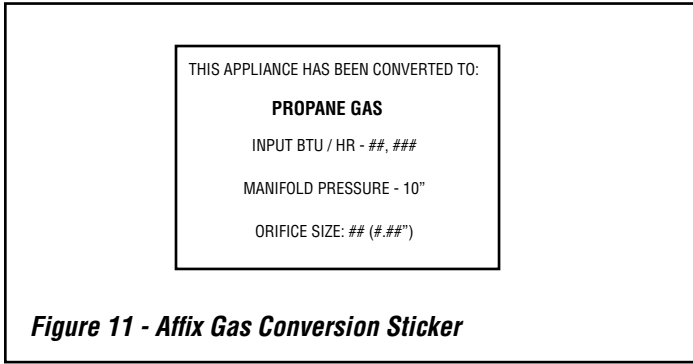 THIS APPLIANCE HAS BEEN CONVERTED TO:
PROPANE GAS
INPUT BTU / HR - ##, ###
MANIFOLD PRESSURE - 10”
ORIFICE SIZE: ## (#.##”)
Figure 11 - Affix Gas Conversion Sticker